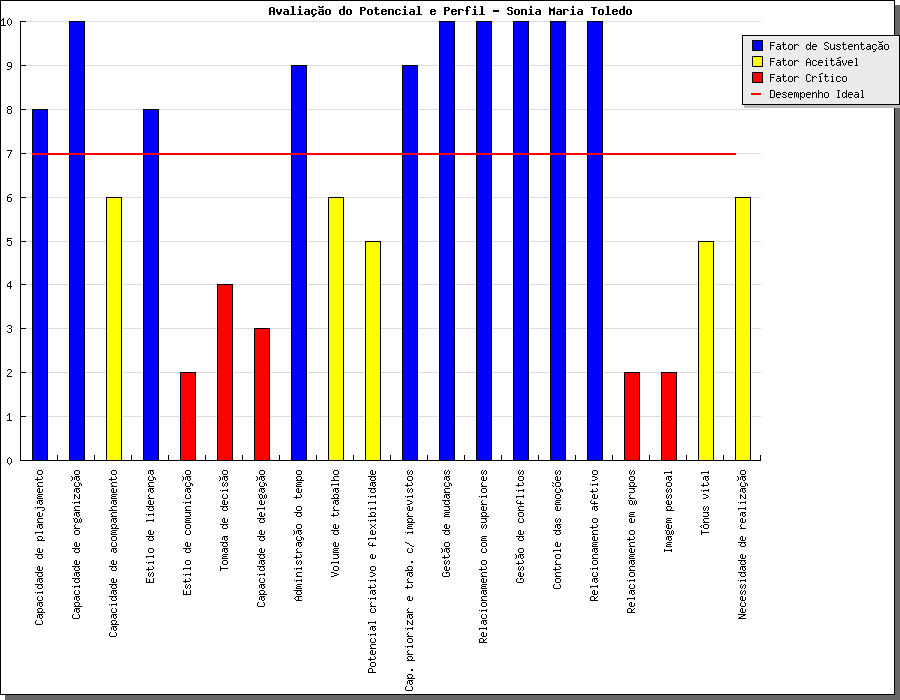 Avaliação do Potencial e Perfil - Sonia Maria Toledo
Fator de Sustentação
Fator Aceitável
Fator Crítico
Desempenho Ideal
10
9
8
7
6
5
4
3
2
1
0
Capacidade de planejamento
Capacidade de organização
Capacidade de acompanhamento
Estilo de liderança
Estilo de comunicação
Tomada de decisão
Capacidade de delegação
Administração do tempo
Volume de trabalho
Potencial criativo e flexibilidade
Cap. priorizar e trab. c/ imprevistos
Gestão de mudanças
Relacionamento com superiores
Gestão de conflitos
Controle das emoções
Relacionamento afetivo
Relacionamento em grupos
Imagem pessoal
Tônus vital
Necessidade de realização